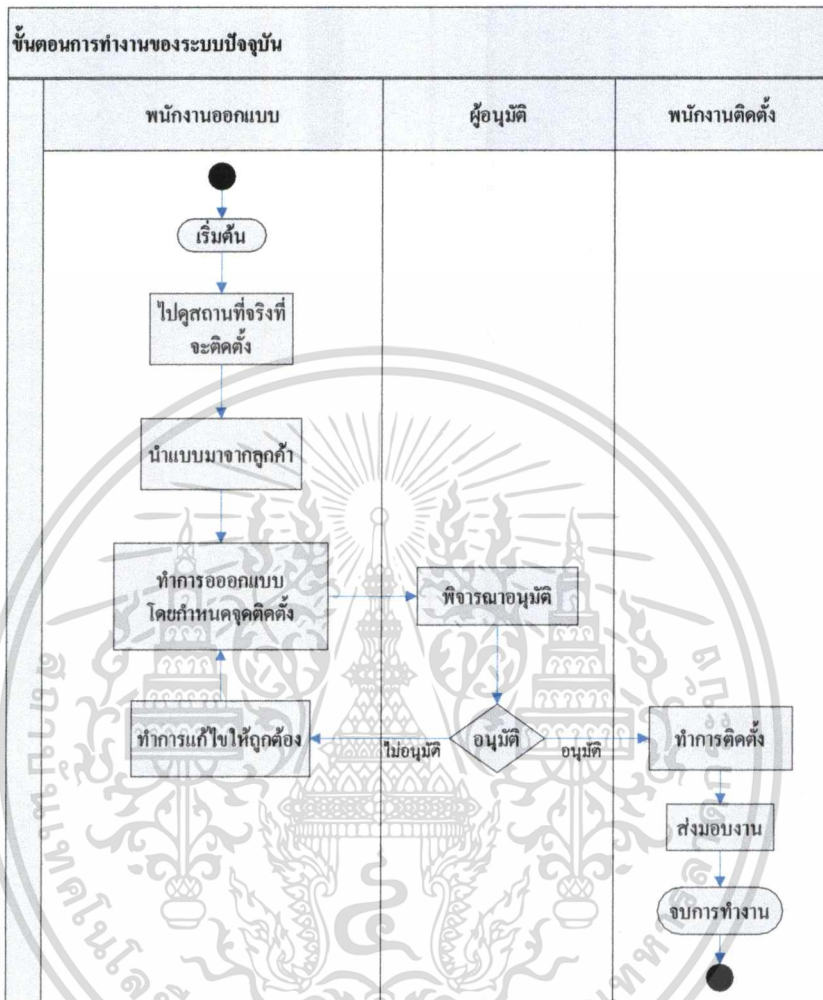 ขั้นตอนการทำงานของระบบปัจจุบัน
พนักงานออกแบบ
ผู้อนุมัติ
พนักงานติดตั้ง
เริ่มต้น
ไปดูสถานที่จริงที่
จะติดตั้ง
นำแบบมาจากลูกค้า
ทำการอออกแบบ
โดยกำหนดจุดติดตั้ง
พิจารณาอนุมัติ
ทำการแก้ไขให้ถูกต้อง
ไม่อนุมัติ
อนุมัติ
อนุมัติ
ทำการติดตั้ง
ส่งมอบงาน
จบการทำงาน